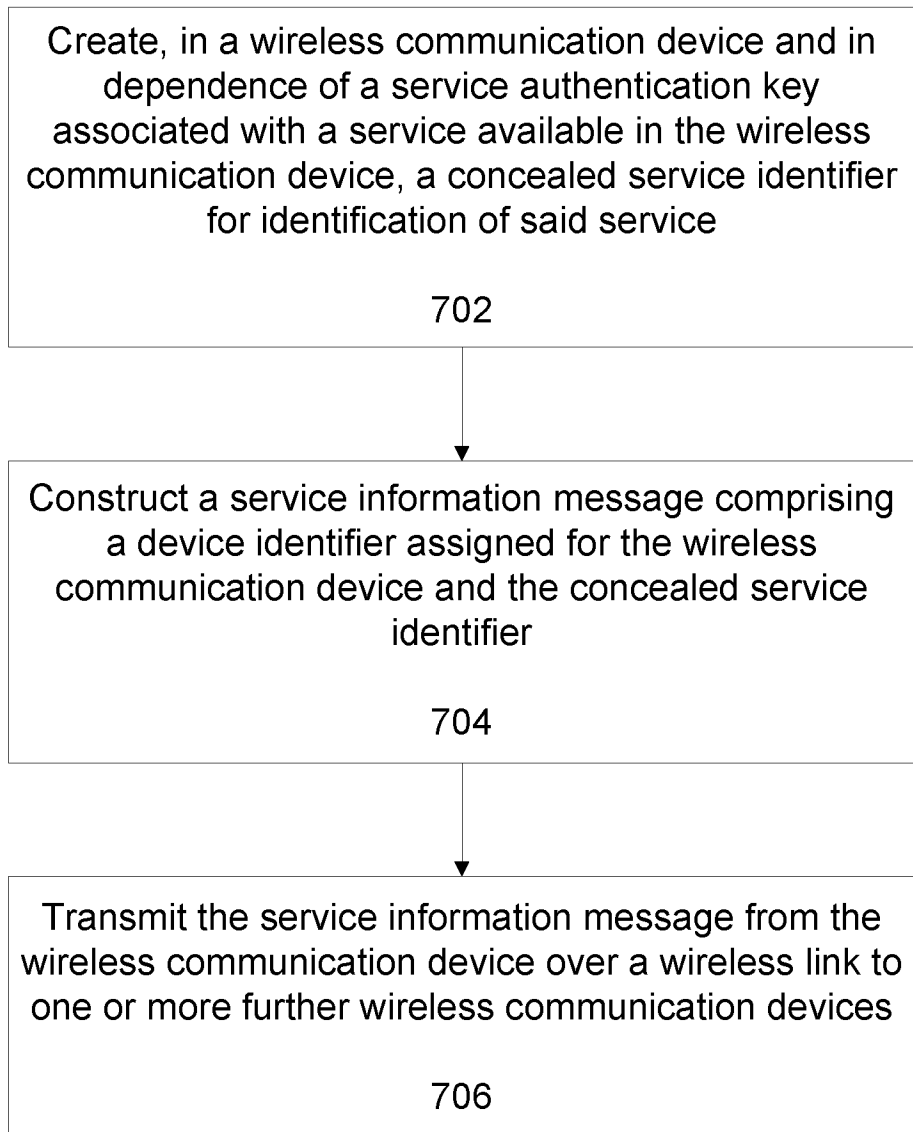 Create, in a wireless communication device and in
dependence of a service authentication key
associated with a service available in the wireless
communication device, a concealed service identifier
for identification of said service
702
Construct a service information message comprising
a device identifier assigned for the wireless
communication device and the concealed service
identifier
704
Transmit the service information message from the
wireless communication device over a wireless link to
one or more further wireless communication devices
706